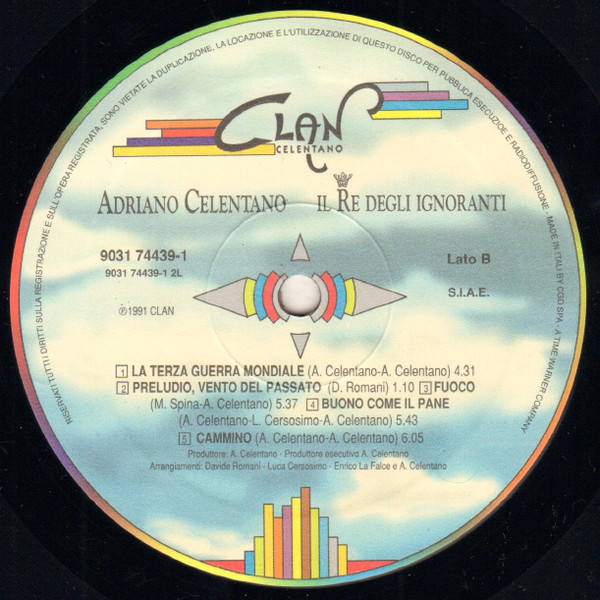 RISERVATI TUTTI I DIRITTI SULLA REGISTRAZIONE E SULL'OPERA REGISTRATA, SONO VIETATE LA DUPLICAZIONE, LA LOCAZIONE E L'UTILIZZAZIONE DI QUESTO DISCO PER PUBBLICA ESECUZIOE E RADIODIFFUSIONE - MADE IN ITALI BY CGD SPA - A TIME WARNER COMPANY
CLAN
CELENTANO
ADRIANO CELENTANO IL RE DEGLI IGNORANTI
9031 74439-1 Lato B
9031 74439-1 2L
S.I.A.E.
℗1991 CLAN
1 LA TERZA GUERRA MONDIALE (A. Celentano-A. Celentano) 4.31
2 PRELUDIO, VENTO DEL PASSATO (D. Romani) 1.10 3 FUOCO
(M. Spina-A. Celentano) 5.37 4 BUONO COME IL PANE
(A. Celentano-L. Cersosimo-A. Celentano) 5.43
5 CAMMINO (A. Celentano-A. Celentano) 6.05
Produttore: A. Celentano · Produttore esecutivo A. Celentano
Arrangiamenti: Davide Romani · Luca Cersosimo · Enrico La Falce e A. Celentano